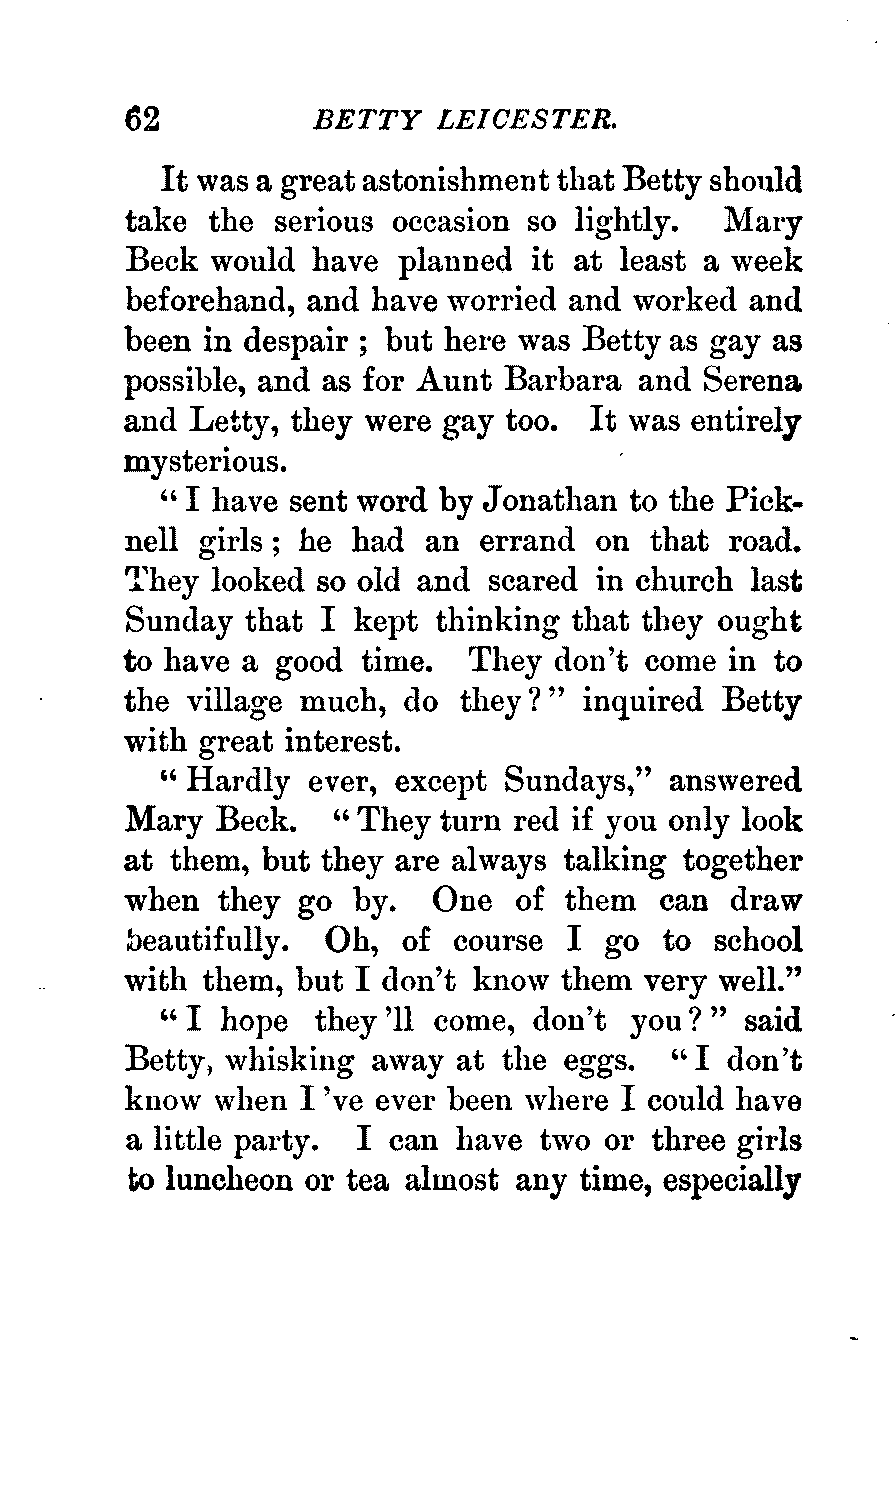 62 BETTY LEICESTER.
It was a great astonishment that Betty should
take the serious occasion so lightly. Mary
Beck would have planned it at least a week
beforehand, and have worried and worked and
been in despair ; but here was Betty as gay as
possible, and as for Aunt Barbara and Serena
and Letty, they were gay too. It was entirely
mysterious.
“ I have sent word by Jonathan to the Pick-
nell girls ; he had an errand on that road.
They looked so old and scared in church last
Sunday that I kept thinking that they ought
to have a good time. They don't come in to
the village much, do they ? ” inquired Betty
with great interest.
“ Hardly ever, except Sundays,” answered
Mary Beck. “ They turn red if you only look
at them, but they are always talking together
when they go by. One of them can draw
beautifully. Oh, of course I go to school
with them, but I don't know them very well.”
“ I hope they 'll come, don't you ? ” said
Betty, whisking away at the eggs. “ I don't
know when I 've ever been where I could have
a little party. I can have two or three girls
to luncheon or tea almost any time, especially